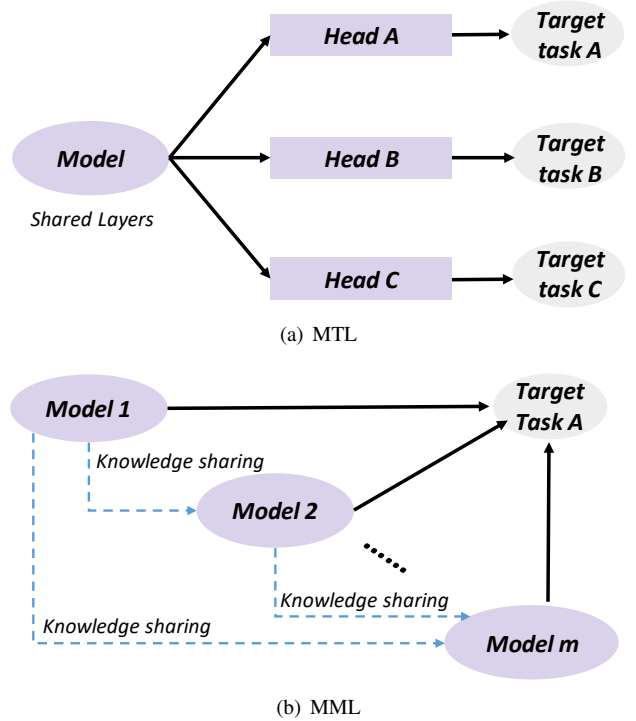 Head A
Target
task A
Model
Head B
Target
task B
Shared Layers
Head C
Target
task C
(a) MTL
Model 1
Target
Task A
Knowledge sharing
Model 2
Knowledge sharing
Knowledge sharing
Model m
(b) MML